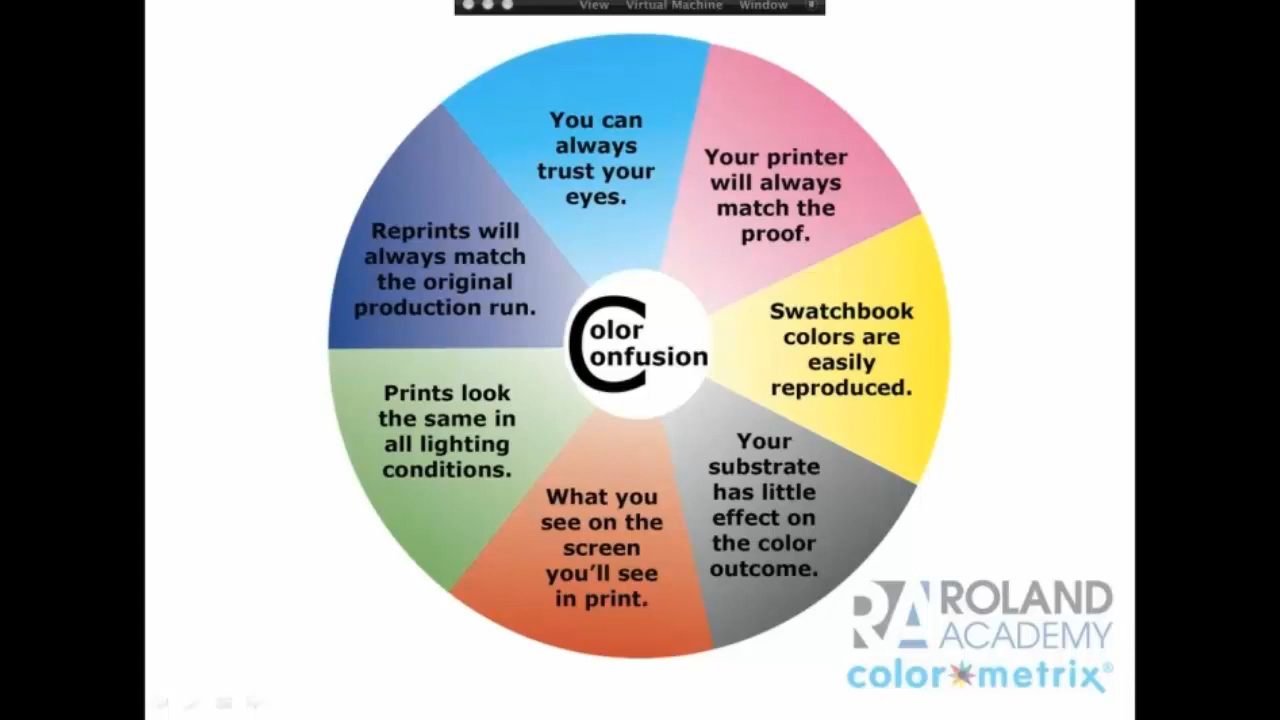 View Virtual Machine Window
You can
always
trust your
eyes.
Your printer
will always
match the
proof.
Swatchbook
colors are
easily
reproduced.
Your
substrate
has little
effect on
the color
outcome.
What you
see on the
screen
you'll see
in print.
Prints look
the same in
all lighting
conditions.
Reprints will
always match
the original
production run.
Color
Confusion
RA ROLAND
ACADEMY
color metrix®